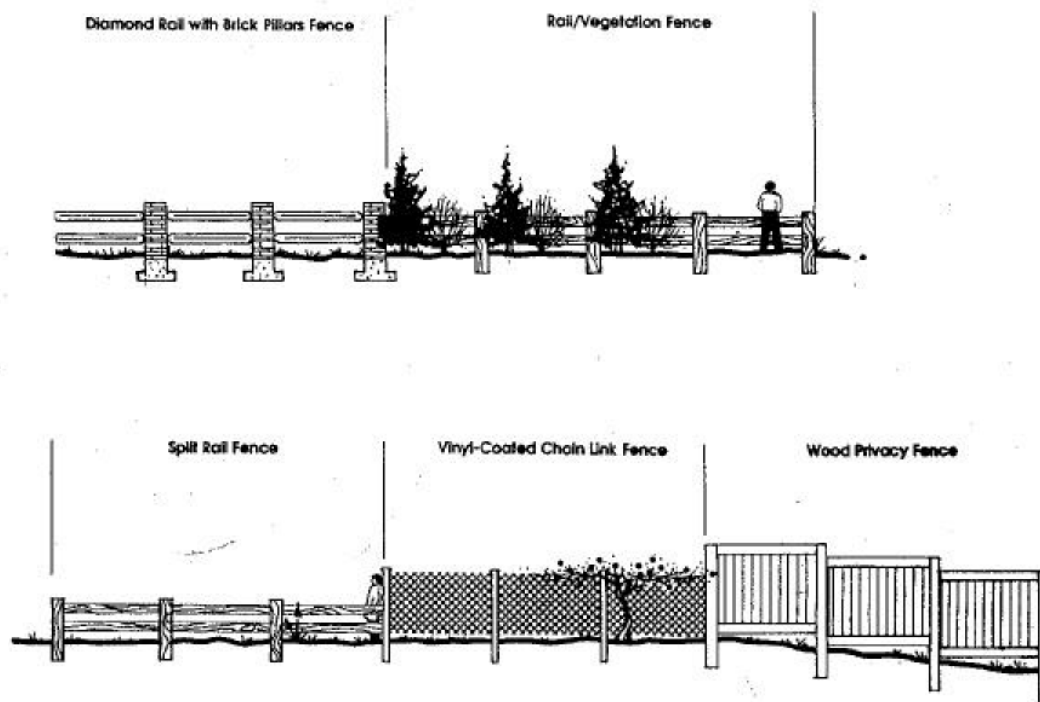 Diamond Rail with Brick Pillars Fence
Rail/Vegetation Fence
Split Rail Fence
Vinyl-Coated Chain Link Fence
Wood Privacy Fence